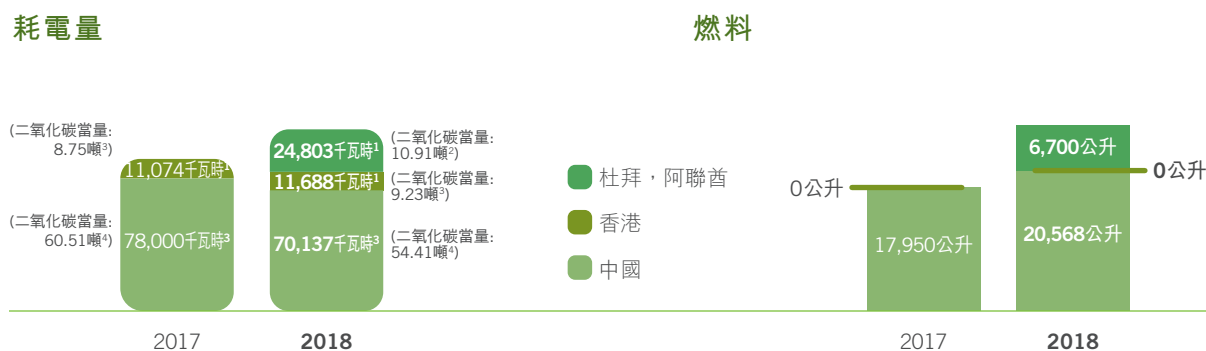 耗電量
(二氧化碳當量:
8.75噸³)
11,074千瓦時¹
(二氧化碳當量:
60.51噸⁴)
78,000千瓦時³
2017
24,803千瓦時¹
(二氧化碳當量:
10.91噸²)
11,688千瓦時¹
(二氧化碳當量:
9.23噸³)
70,137千瓦時³
(二氧化碳當量:
54.41噸⁴)
2018
杜拜，阿聯酋
香港
中國
燃料
0公升
17,950公升
2017
6,700公升
0公升
20,568公升
2018